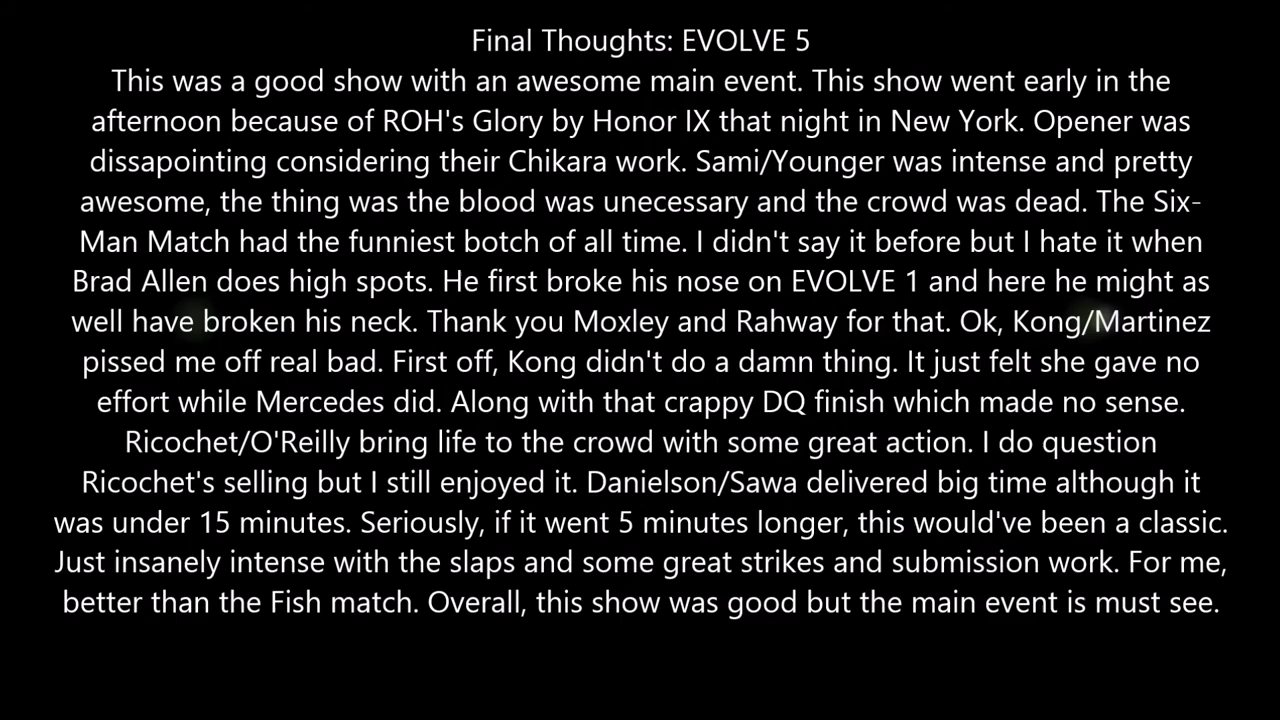 Final Thoughts: EVOLVE 5
This was a good show with an awesome main event. This show went early in the
afternoon because of ROH's Glory by Honor IX that night in New York. Opener was
dissapointing considering their Chikara work. Sami/Younger was intense and pretty
awesome, the thing was the blood was unecessary and the crowd was dead. The Six-
Man Match had the funniest botch of all time. I didn't say it before but I hate it when
Brad Allen does high spots. He first broke his nose on EVOLVE 1 and here he might as
well have broken his neck. Thank you Moxley and Rahway for that. Ok, Kong/Martinez
pissed me off real bad. First off, Kong didn't do a damn thing. It just felt she gave no
effort while Mercedes did. Along with that crappy DQ finish which made no sense.
Ricochet/O'Reilly bring life to the crowd with some great action. I do question
Ricochet's selling but I still enjoyed it. Danielson/Sawa delivered big time although it
was under 15 minutes. Seriously, if it went 5 minutes longer, this would've been a classic.
Just insanely intense with the slaps and some great strikes and submission work. For me,
better than the Fish match. Overall, this show was good but the main event is must see.